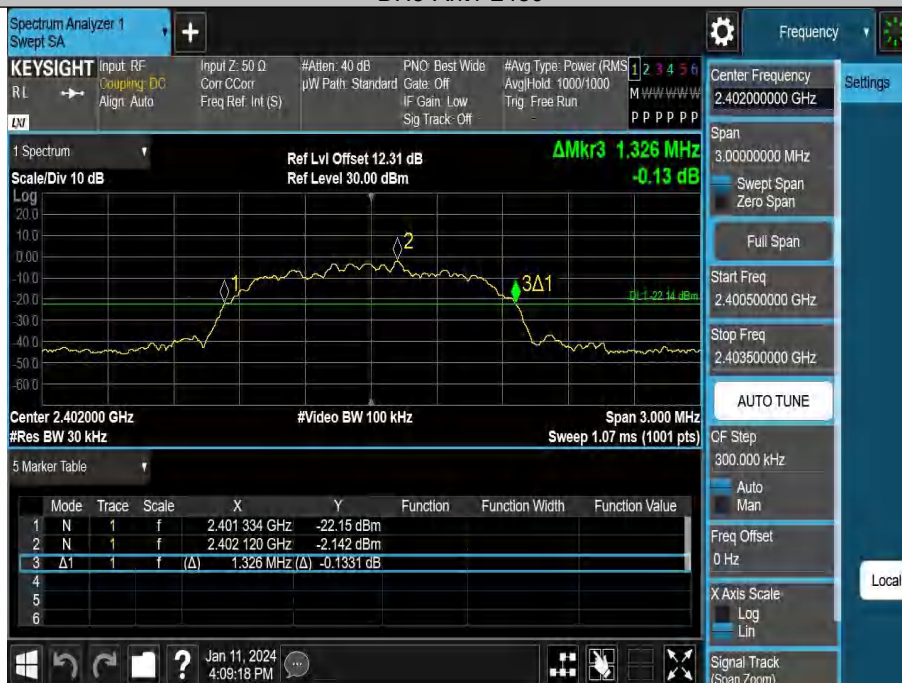 Spectrum Analyzer 1
Swept SA
+
Frequency
KEYSIGHT
RL
LXI
Input: RF
Coupling: DC
Align: Auto
Input Z: 50 Ω
Corr CCorr
Freq Ref: Int (S)
#Atten: 40 dB
µW Path: Standard
PNO: Best Wide
Gate: Off
IF Gain: Low
Sig Track: Off
#Avg Type: Power (RMS
Avg|Hold: 1000/1000
Trig: Free Run
1 2 3 4 5 6
M W W W W W
P P P P P P
1 Spectrum
Scale/Div 10 dB
Ref Lvl Offset 12.31 dB
Ref Level 30.00 dBm
ΔMkr3 1.326 MHz
-0.13 dB
Log
20.0
10.0
0.00
-10.0
-20.0
-30.0
-40.0
-50.0
-60.0
1
2
3Δ1
DL1 -22.14 dBm
Center 2.402000 GHz
#Video BW 100 kHz
Span 3.000 MHz
#Res BW 30 kHz
Sweep 1.07 ms (1001 pts)
5 Marker Table
Mode Trace Scale X Y Function Function Width Function Value
1 N 1 f 2.401 334 GHz -22.15 dBm
2 N 1 f 2.402 120 GHz -2.142 dBm
3 Δ1 1 f (Δ) 1.326 MHz (Δ) -0.1331 dB
4
5
6
?
Jan 11, 2024
4:09:18 PM
Center Frequency
2.402000000 GHz
Settings
Span
3.00000000 MHz
Swept Span
Zero Span
Full Span
Start Freq
2.400500000 GHz
Stop Freq
2.403500000 GHz
AUTO TUNE
CF Step
300.000 kHz
Auto
Man
Freq Offset
0 Hz
Local
X Axis Scale
Log
Lin
Signal Track
(Span Zoom)